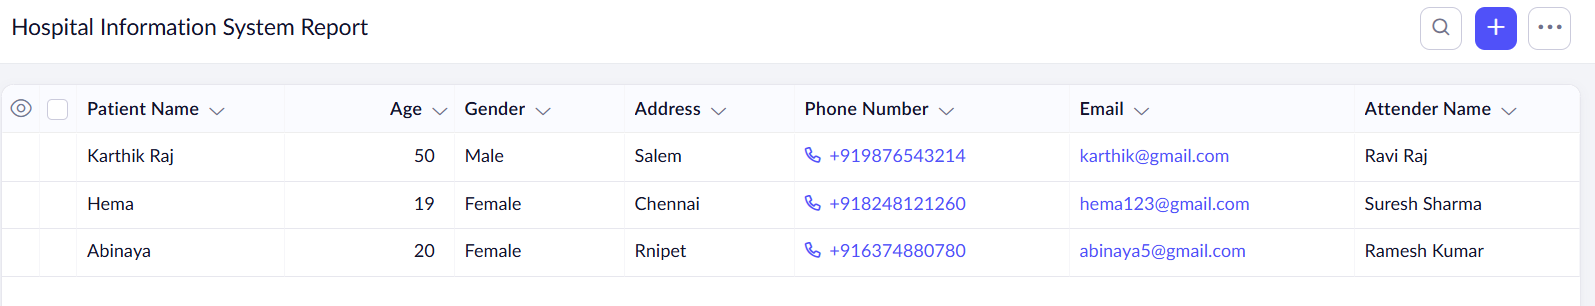 Hospital Information System Report
Patient Name Age Gender Address Phone Number Email Attender Name
Karthik Raj 50 Male Salem +919876543214 karthik@gmail.com Ravi Raj
Hema 19 Female Chennai +918248121260 hema123@gmail.com Suresh Sharma
Abinaya 20 Female Rnipet +916374880780 abinaya5@gmail.com Ramesh Kumar